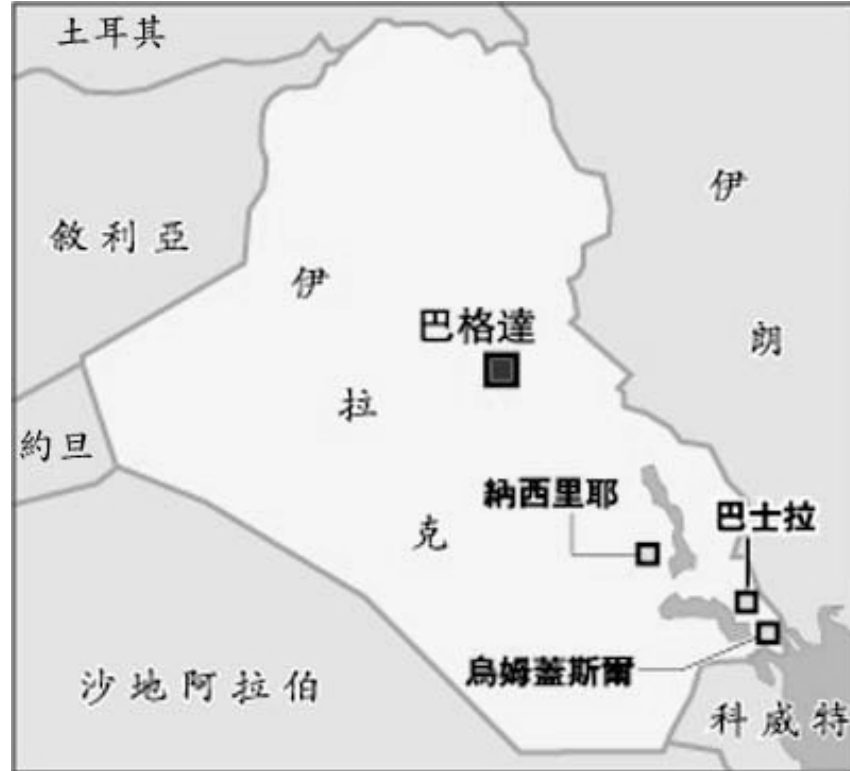 土耳其
敘利亞
伊朗
伊拉克
巴格達
約旦
納西里耶
巴士拉
烏姆蓋斯爾
沙地阿拉伯
科威特